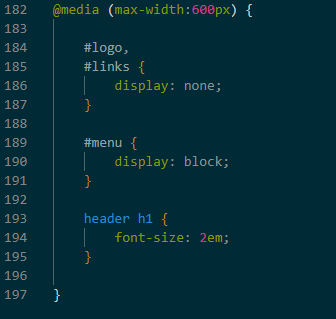 182 @media (max-width:600px) {
183
184 #logo,
185 #links {
186 display: none;
187 }
188
189 #menu {
190 display: block;
191 }
192
193 header h1 {
194 font-size: 2em;
195 }
196
197 }